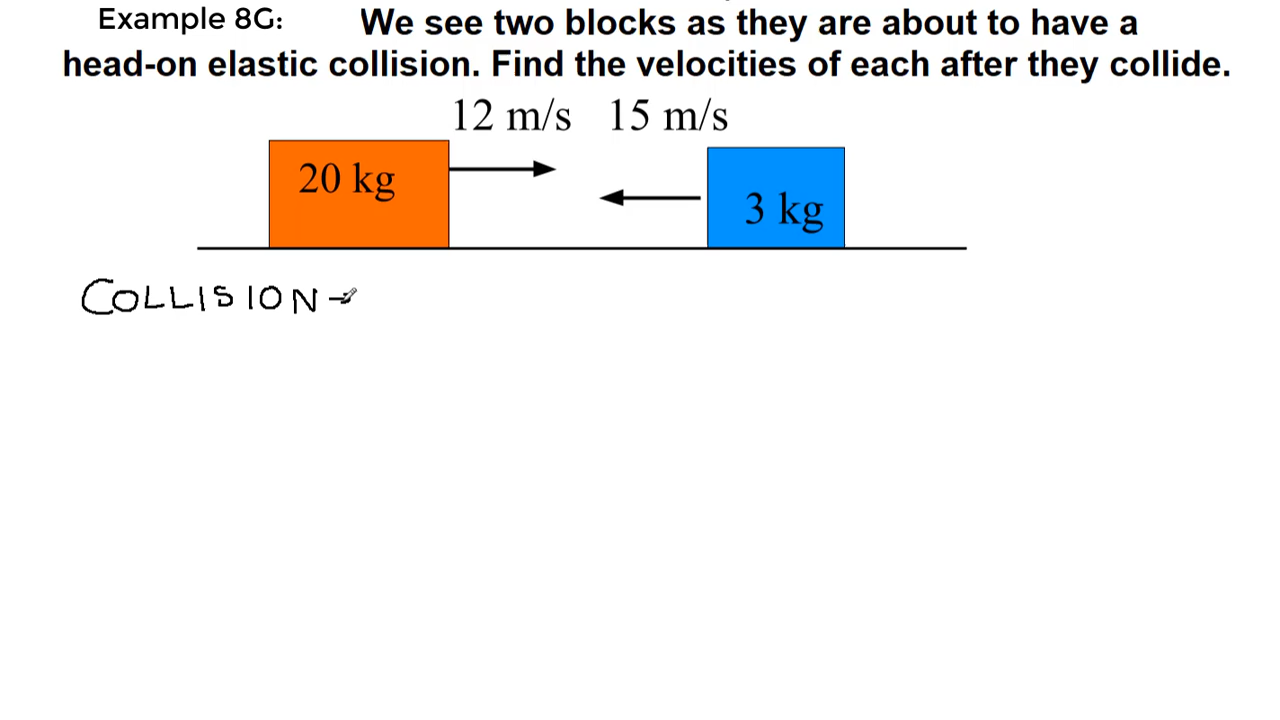 Example 8G: We see two blocks as they are about to have a
head-on elastic collision. Find the velocities of each after they collide.
12 m/s 15 m/s
20 kg
3 kg
COLLISION →